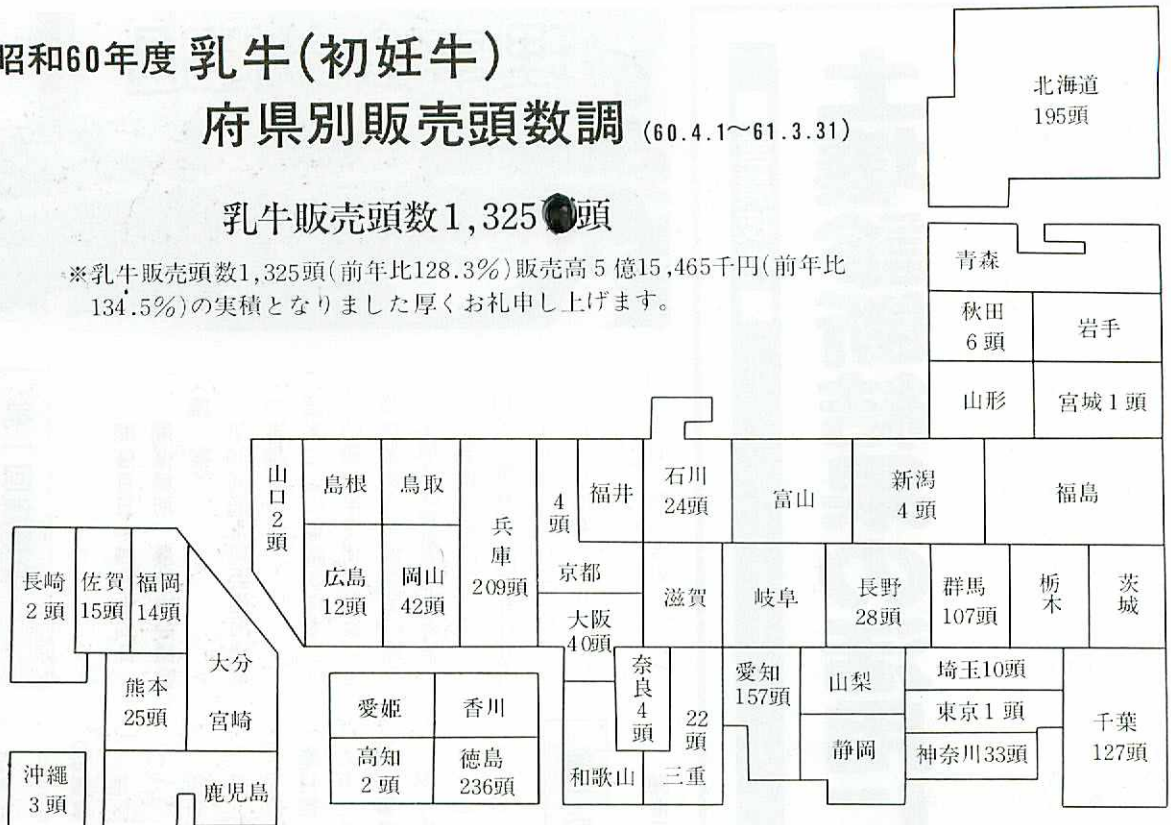 昭和60年度 乳牛(初妊牛)
府県別販売頭数調 (60.4.1～61.3.31)
乳牛販売頭数1,325頭
※乳牛販売頭数1,325頭(前年比128.3%)販売高5億15,465千円(前年比
134.5%)の実積となりました厚くお礼申し上げます。
北海道
195頭
青森
秋田
6頭
岩手
山形
宮城1頭
山口2頭
島根
鳥取
兵庫
209頭
4頭
福井
石川
24頭
富山
新潟
4頭
福島
広島
12頭
岡山
42頭
京都
大阪
40頭
滋賀
岐阜
長野
28頭
群馬
107頭
栃木
茨城
長崎
2頭
佐賀
15頭
福岡
14頭
大分
熊本
25頭
宮崎
沖縄
3頭
鹿児島
愛姫
香川
高知
2頭
徳島
236頭
奈良4頭
和歌山
22頭
三重
愛知
157頭
山梨
静岡
埼玉10頭
東京1頭
神奈川33頭
千葉
127頭